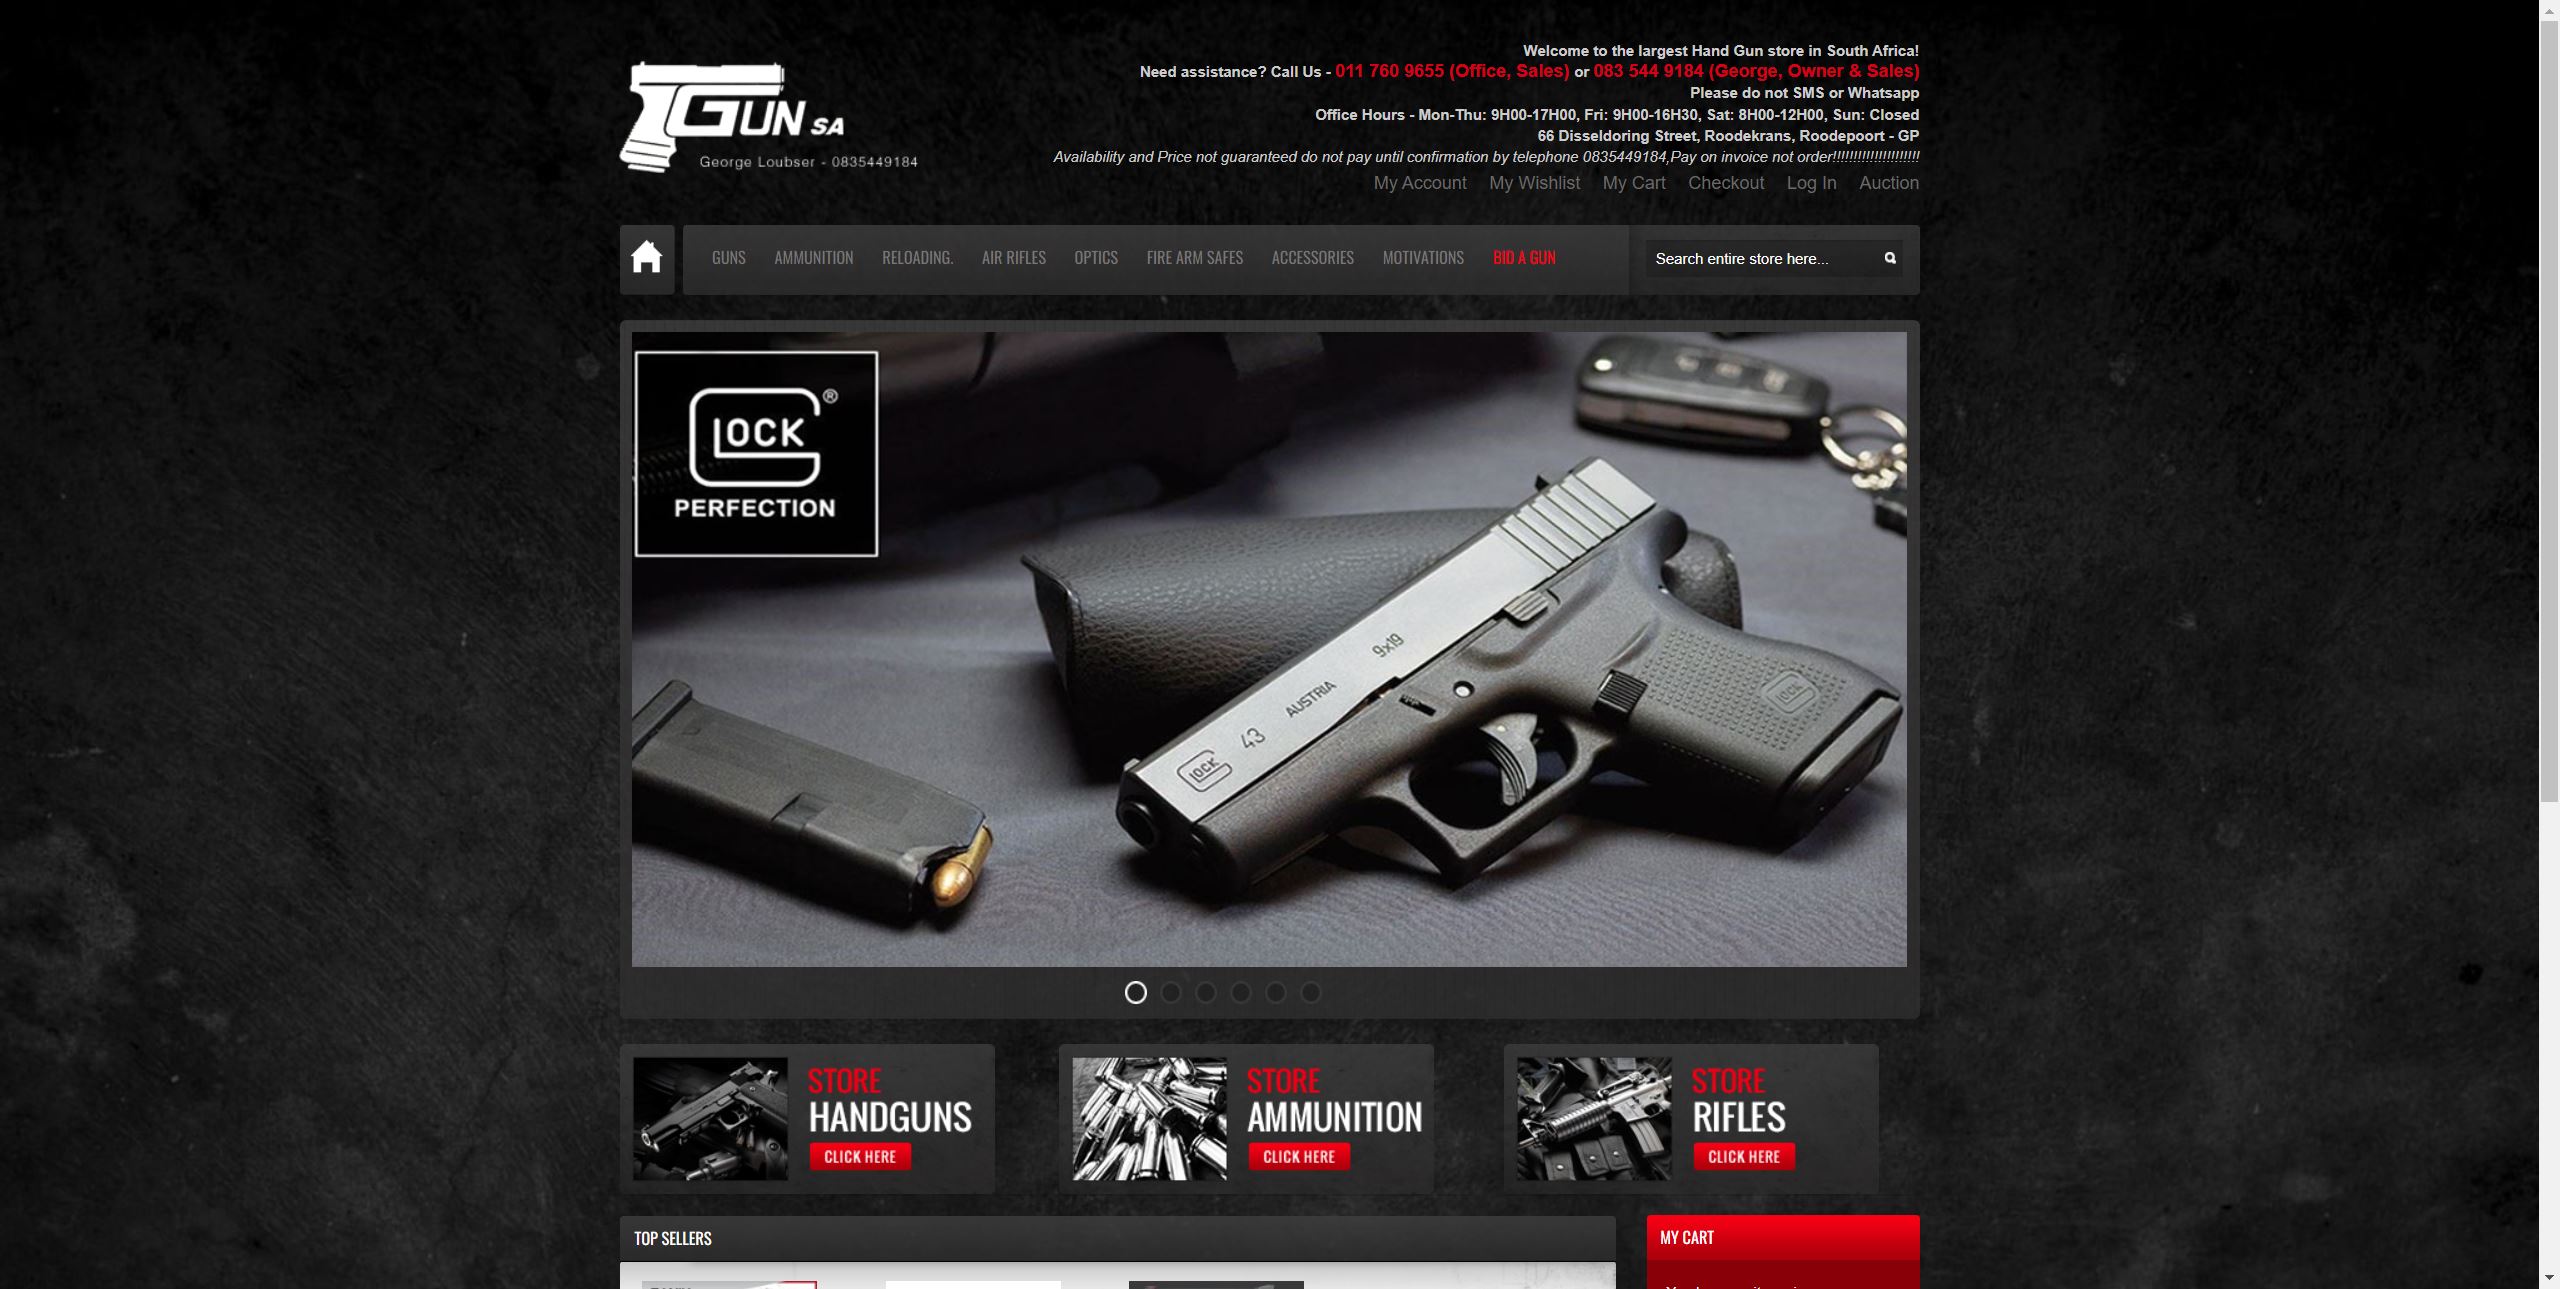 GUN SA
George Loubser - 0835449184
Welcome to the largest Hand Gun store in South Africa!
Need assistance? Call Us - 011 760 9655 (Office, Sales) or 083 544 9184 (George, Owner & Sales)
Please do not SMS or Whatsapp
Office Hours - Mon-Thu: 9H00-17H00, Fri: 9H00-16H30, Sat: 8H00-12H00, Sun: Closed
66 Disseldoring Street, Roodekrans, Roodepoort - GP
Availability and Price not guaranteed do not pay until confirmation by telephone 0835449184,Pay on invoice not order!!!!!!!!!!!!!!!!!!!!!
My Account My Wishlist My Cart Checkout Log In Auction
GUNS AMMUNITION RELOADING. AIR RIFLES OPTICS FIRE ARM SAFES ACCESSORIES MOTIVATIONS BID A GUN
Search entire store here...
GLOCK ®
PERFECTION
9x19
AUSTRIA
43
GLOCK
GLOCK
STORE
HANDGUNS
CLICK HERE
STORE
AMMUNITION
CLICK HERE
STORE
RIFLES
CLICK HERE
TOP SELLERS
MY CART